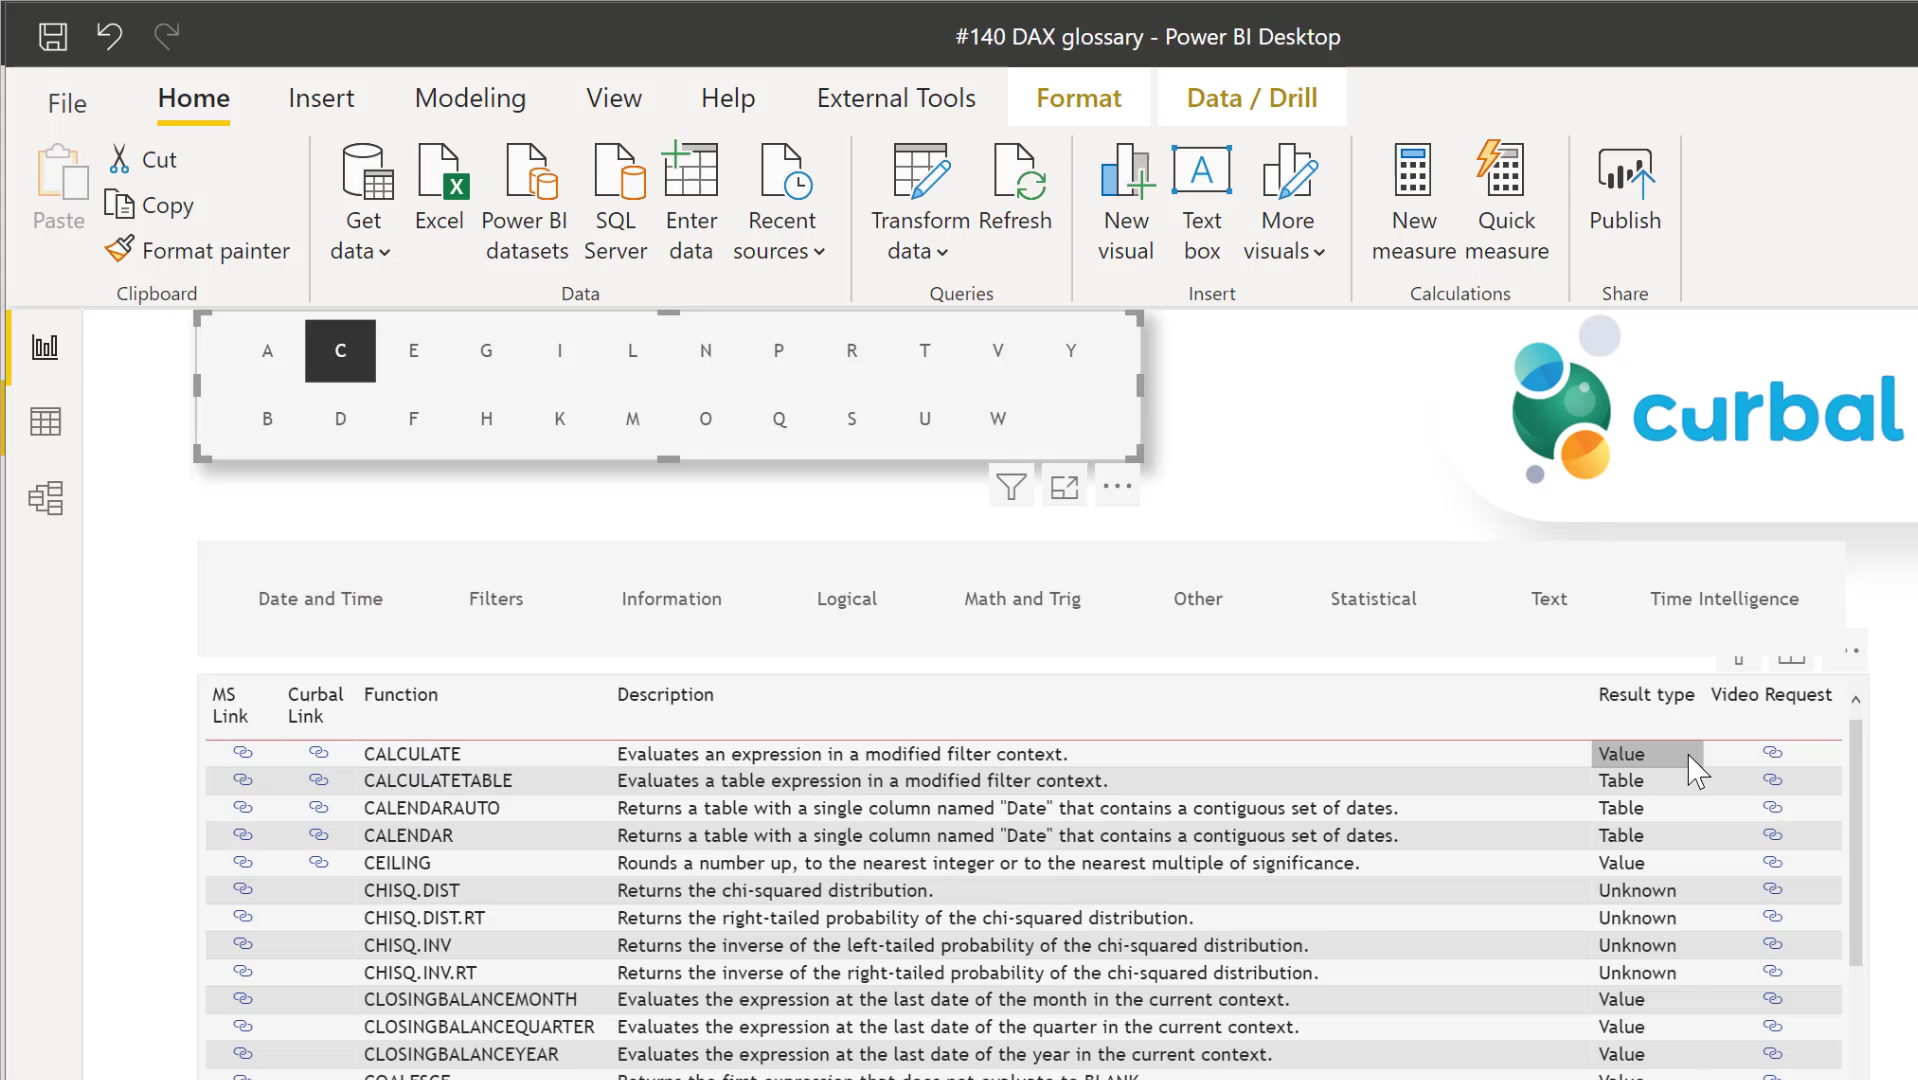 #140 DAX glossary - Power BI Desktop
File Home Insert Modeling View Help External Tools Format Data / Drill
Paste
Cut
Copy
Format painter
Clipboard
Get data
Excel
Power BI datasets
SQL Server
Enter data
Recent sources
Data
Transform data
Refresh
Queries
New visual
Text box
More visuals
Insert
New measure
Quick measure
Calculations
Publish
Share
A C E G I L N P R T V Y
B D F H K M O Q S U W
curbal
Date and Time Filters Information Logical Math and Trig Other Statistical Text Time Intelligence
MS Link Curbal Link Function Description Result type Video Request
CALCULATE Evaluates an expression in a modified filter context. Value
CALCULATETABLE Evaluates a table expression in a modified filter context. Table
CALENDARAUTO Returns a table with a single column named "Date" that contains a contiguous set of dates. Table
CALENDAR Returns a table with a single column named "Date" that contains a contiguous set of dates. Table
CEILING Rounds a number up, to the nearest integer or to the nearest multiple of significance. Value
CHISQ.DIST Returns the chi-squared distribution. Unknown
CHISQ.DIST.RT Returns the right-tailed probability of the chi-squared distribution. Unknown
CHISQ.INV Returns the inverse of the left-tailed probability of the chi-squared distribution. Unknown
CHISQ.INV.RT Returns the inverse of the right-tailed probability of the chi-squared distribution. Unknown
CLOSINGBALANCEMONTH Evaluates the expression at the last date of the month in the current context. Value
CLOSINGBALANCEQUARTER Evaluates the expression at the last date of the quarter in the current context. Value
CLOSINGBALANCEYEAR Evaluates the expression at the last date of the year in the current context. Value
COALESCE Returns the first expression that does not evaluate to BLANK. Value